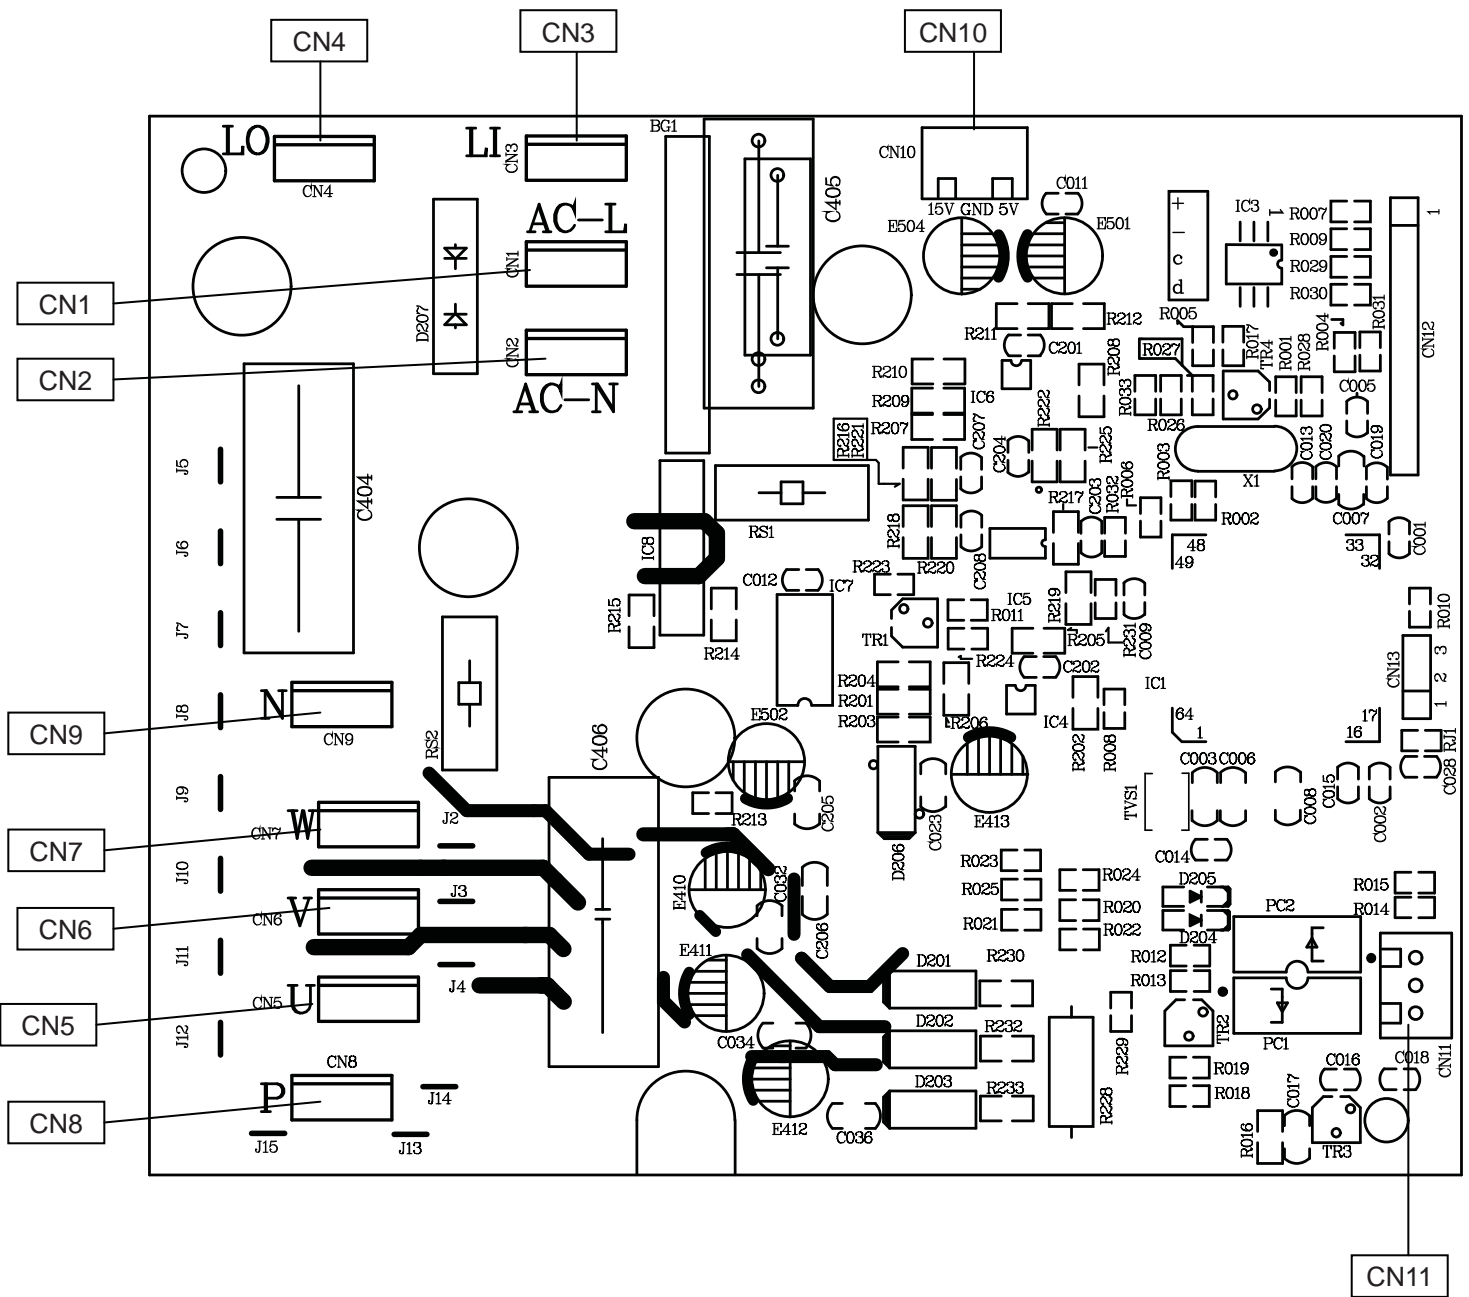 CN4
CN3
CN10
LO
LI
BG1
CN4
CN3
CN10
C405
15V GND 5V
C011
E504
E501
AC-L
CN1
CN1
D207
CN2
CN2
AC-N
+
-
c
d
IC3
1
R007
R009
R029
R030
1
CN12
R005
R017
TR4
R027
R001
R028
R004
R031
R211
R212
C201
R208
R210
R209
R207
IC6
R216
R221
C207
C204
R222
R225
R033
R026
R003
X1
C013
C020
C005
C019
C007
C001
R002
R006
R032
C203
R217
J5
J6
J7
J8
J9
J10
J11
J12
C404
RS1
IC8
R218
R220
C208
48
49
33
32
C012
IC7
R223
TR1
R011
R224
IC5
R219
R205
R231
C009
C202
R215
R214
R204
R201
R203
R206
IC4
R202
R008
IC1
64
1
17
16
R010
CN13
3
2
1
RJ1
C028
CN9
N
CN9
RS2
C406
E502
R213
C205
D206
C023
E413
TVS1
C003
C006
C008
C015
C002
C014
CN7
CN7
W
J2
CN6
CN6
V
J3
CN5
CN5
U
J4
E410
C032
C206
E411
C034
E412
C036
R023
R025
R021
R024
R020
R022
D205
D204
PC2
PC1
R015
R014
R012
R013
TR2
R019
R018
D201
R230
D202
R232
D203
R233
R228
R229
CN11
C016
C018
C017
R016
TR3
CN8
P
CN8
J14
J15
J13
CN11